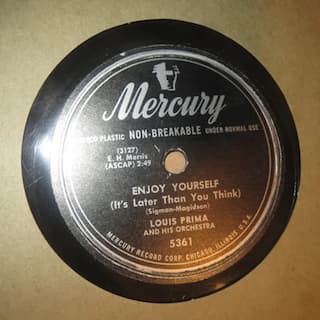 Mercury
CO PLASTIC NON-BREAKABLE UNDER NORMAL USE
(3127)
E. H. Morris
(ASCAP) 2:49
ENJOY YOURSELF
(It's Later Than You Think)
(Sigman-Magidson)
LOUIS PRIMA
AND HIS ORCHESTRA
5361
MERCURY RECORD CORP. CHICAGO, ILLINOIS U.S.A.